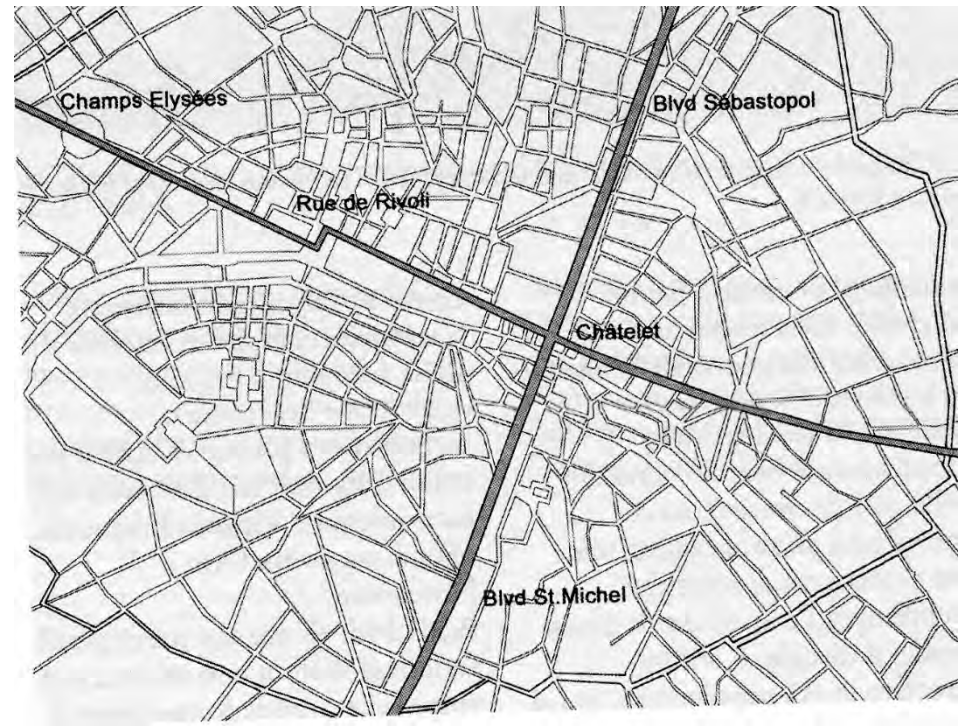 Champs Elysées
Blvd Sébastopol
Rue de Rivoli
Châtelet
Blvd St.Michel